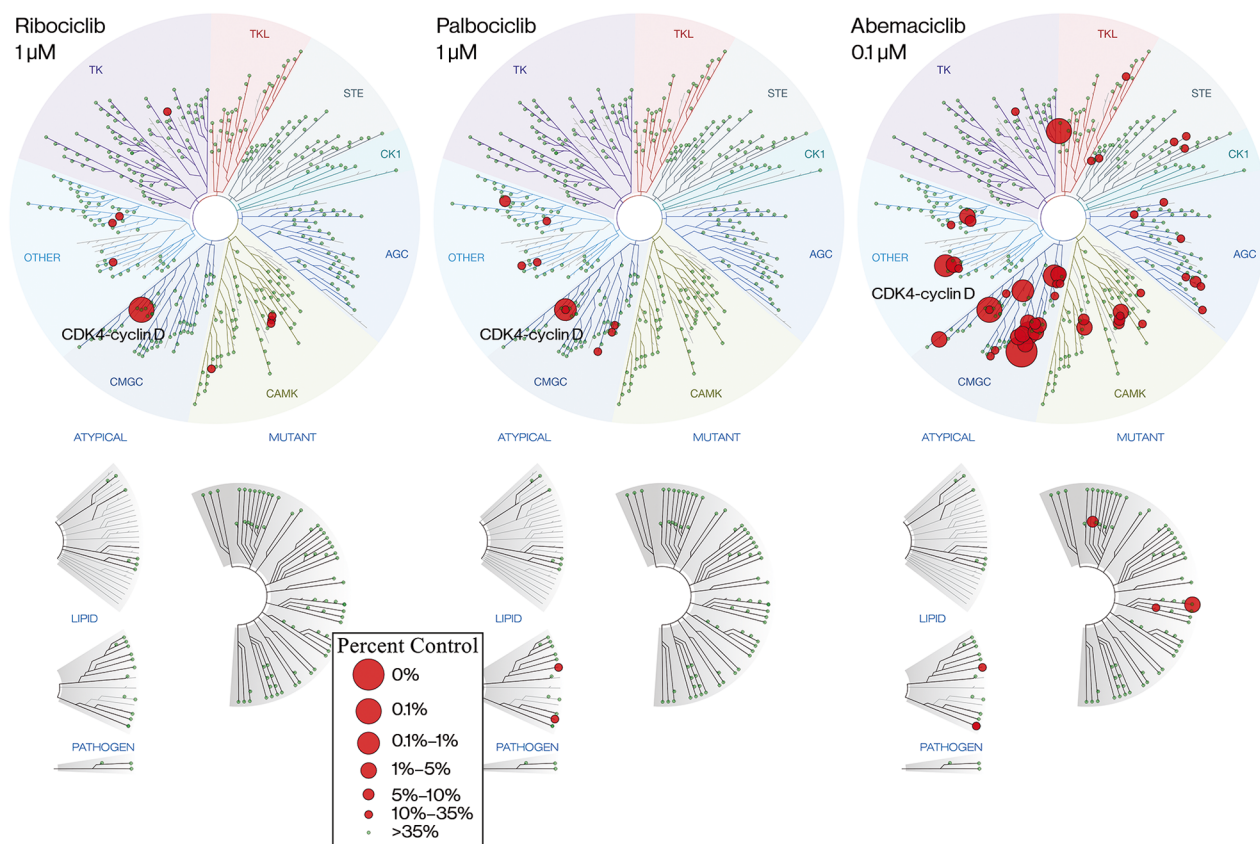 Ribociclib
1 µM
TK
TKL
STE
CK1
AGC
CAMK
CMGC
OTHER
CDK4-cyclin D
ATYPICAL
MUTANT
LIPID
PATHOGEN
Palbociclib
1 µM
TK
TKL
STE
CK1
AGC
CAMK
CMGC
OTHER
CDK4-cyclin D
ATYPICAL
MUTANT
LIPID
PATHOGEN
Abemaciclib
0.1 µM
TK
TKL
STE
CK1
AGC
CAMK
CMGC
OTHER
CDK4-cyclin D
ATYPICAL
MUTANT
LIPID
PATHOGEN
Percent Control
0%
0.1%
0.1%–1%
1%–5%
5%–10%
10%–35%
>35%